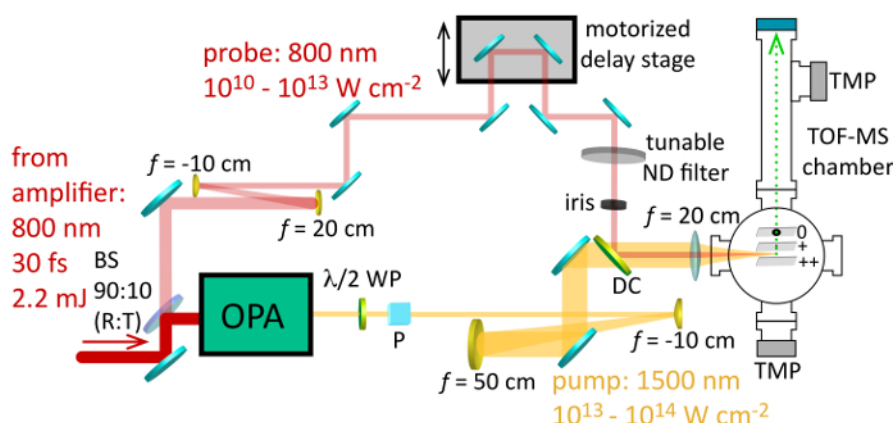 motorized
delay stage
probe: 800 nm
10¹⁰ - 10¹³ W cm⁻²
TMP
TOF-MS
chamber
tunable
ND filter
from
amplifier:
800 nm
30 fs
2.2 mJ
f = -10 cm
f = 20 cm
iris
f = 20 cm
0
+
++
BS
90:10
(R:T)
OPA
λ/2 WP
P
DC
f = -10 cm
f = 50 cm
pump: 1500 nm
10¹³ - 10¹⁴ W cm⁻²
TMP